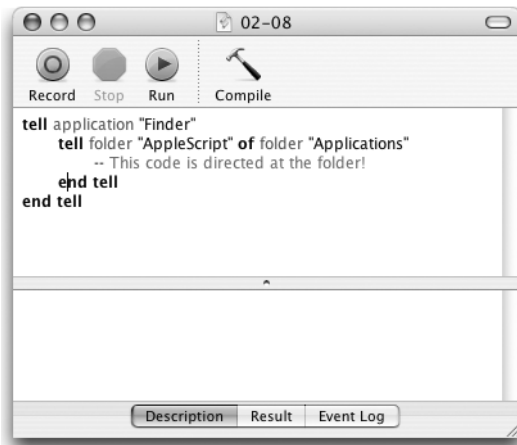 02-08
Record Stop Run Compile
tell application "Finder"
tell folder "AppleScript" of folder "Applications"
-- This code is directed at the folder!
end tell
end tell
Description Result Event Log